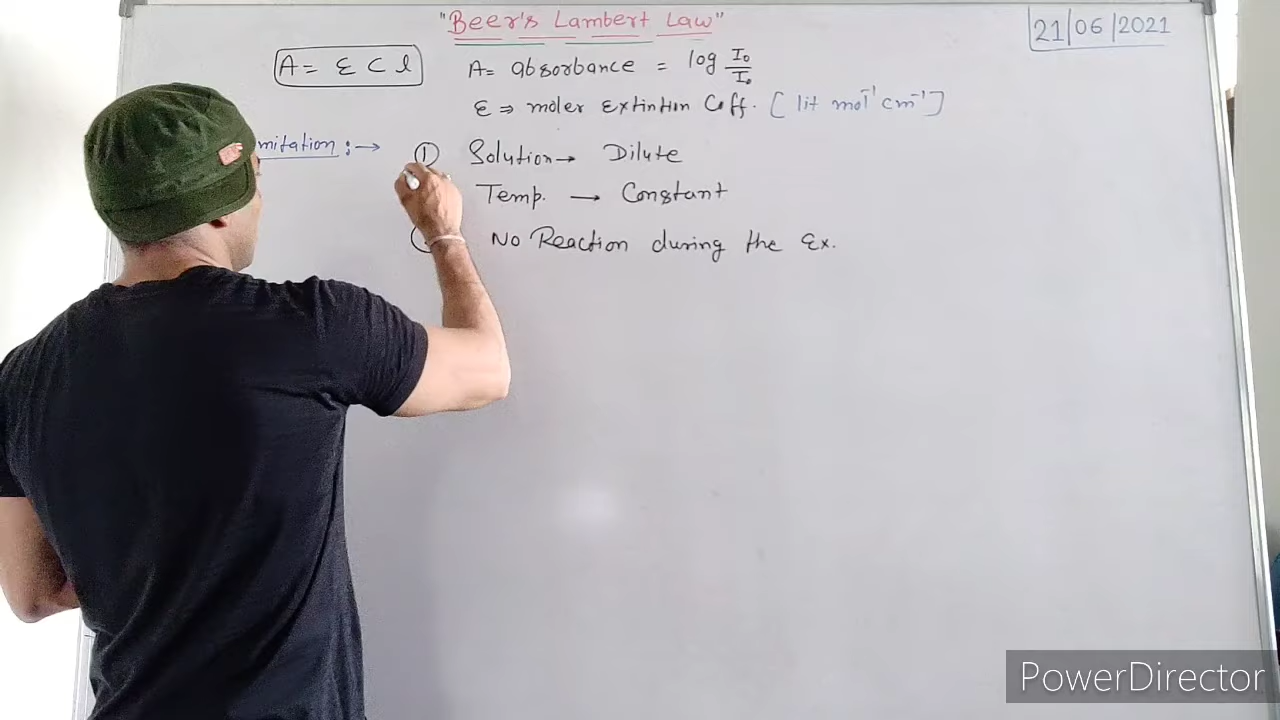 "Beer's Lambert Law"
21/06/2021
A = ε C l
A = absorbance = log I₀/I₀
ε ⇒ moler Extintion Coff. [lit mol⁻¹ cm⁻¹]
mitation :→
① Solution → Dilute
Temp. → Constant
No Reaction during the Ex.
PowerDirector